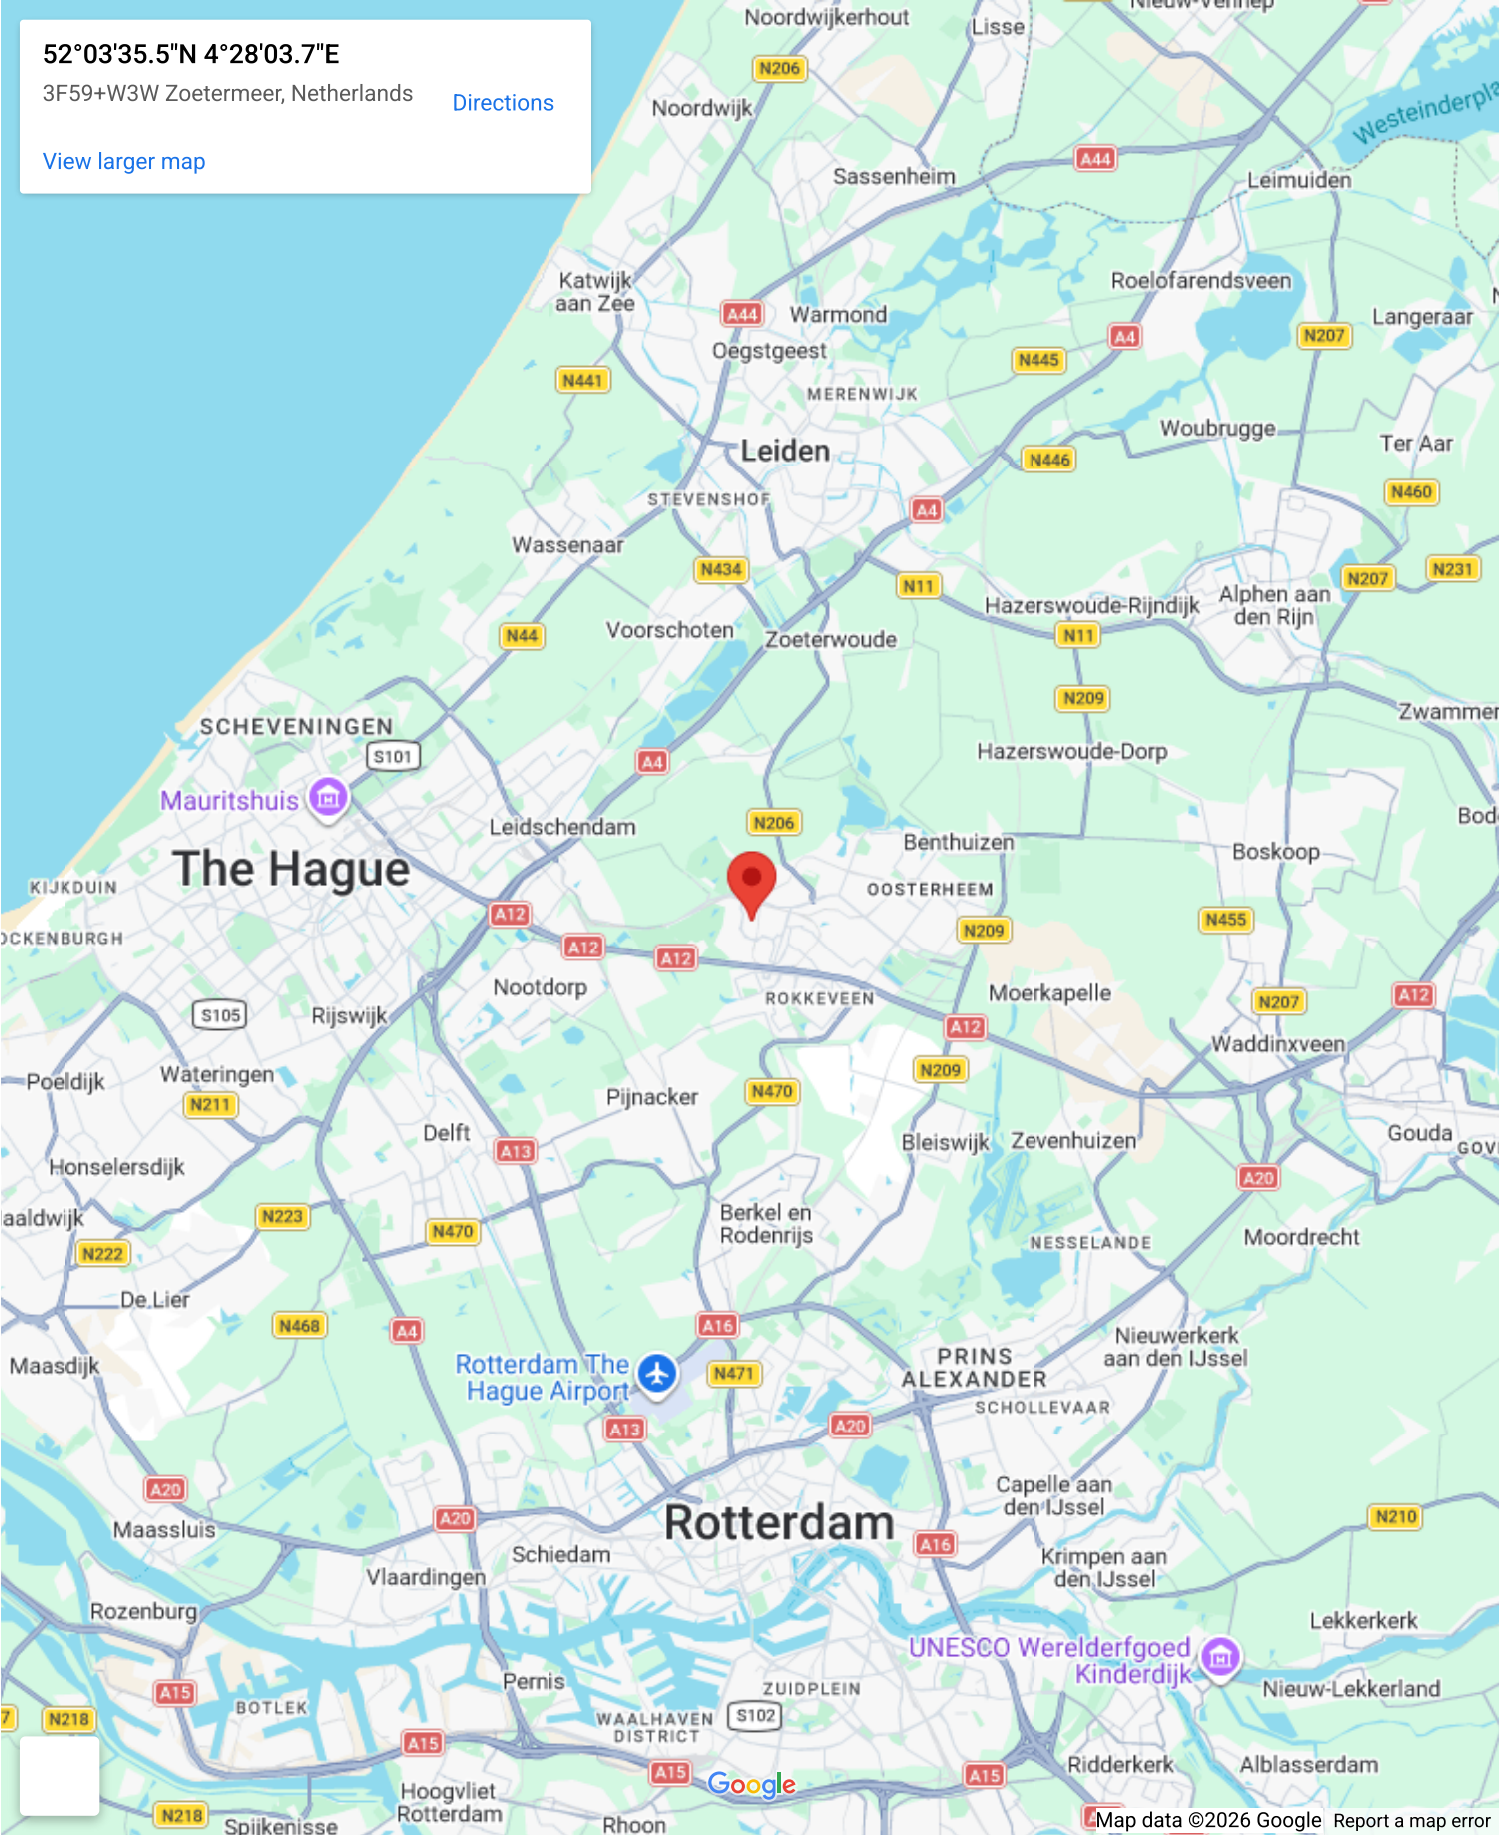 52°03'35.5"N 4°28'03.7"E
3F59+W3W Zoetermeer, Netherlands
Directions
View larger map
Noordwijkerhout
Lisse
Nieuw-Vennep
N206
Noordwijk
Westeinderpla
A44
Sassenheim
Leimuiden
Katwijk
aan Zee
Roelofarendsveen
A44
Warmond
Langeraar
A4
N207
Oegstgeest
N445
N441
MERENWIJK
Woubrugge
Ter Aar
Leiden
N446
STEVENSHOF
N460
A4
Wassenaar
N434
N11
N207
N231
Hazerswoude-Rijndijk
Alphen aan
den Rijn
N44
Voorschoten
Zoeterwoude
N11
N209
Zwammer
SCHEVENINGEN
S101
A4
Hazerswoude-Dorp
Mauritshuis
Leidschendam
N206
Bod
Benthuizen
Boskoop
The Hague
KIJKDUIN
OOSTERHEEM
A12
N455
N209
OCKENBURGH
A12
A12
Nootdorp
ROKKEVEEN
Moerkapelle
A12
N207
S105
Rijswijk
A12
Waddinxveen
Poeldijk
Wateringen
N209
N211
Pijnacker
N470
Delft
Bleiswijk
Zevenhuizen
Gouda
GOV
A13
Honselersdijk
A20
aaldwijk
N223
Berkel en
Rodenrijs
N470
Moordrecht
N222
NESSELANDE
De Lier
N468
A4
A16
Nieuwerkerk
aan den IJssel
Maasdijk
Rotterdam The
Hague Airport
N471
PRINS
ALEXANDER
SCHOLLEVAAR
A13
A20
A20
Capelle aan
den IJssel
Maassluis
A20
Rotterdam
N210
A16
Schiedam
Krimpen aan
den IJssel
Vlaardingen
Rozenburg
Lekkerkerk
UNESCO Werelderfgoed
Kinderdijk
Pernis
A15
ZUIDPLEIN
Nieuw-Lekkerland
BOTLEK
7
N218
WAALHAVEN
DISTRICT
S102
A15
A15
A15
Ridderkerk
Alblasserdam
Google
Hoogvliet
Rotterdam
N218
Spijkenisse
Rhoon
Map data ©2026 Google
Report a map error